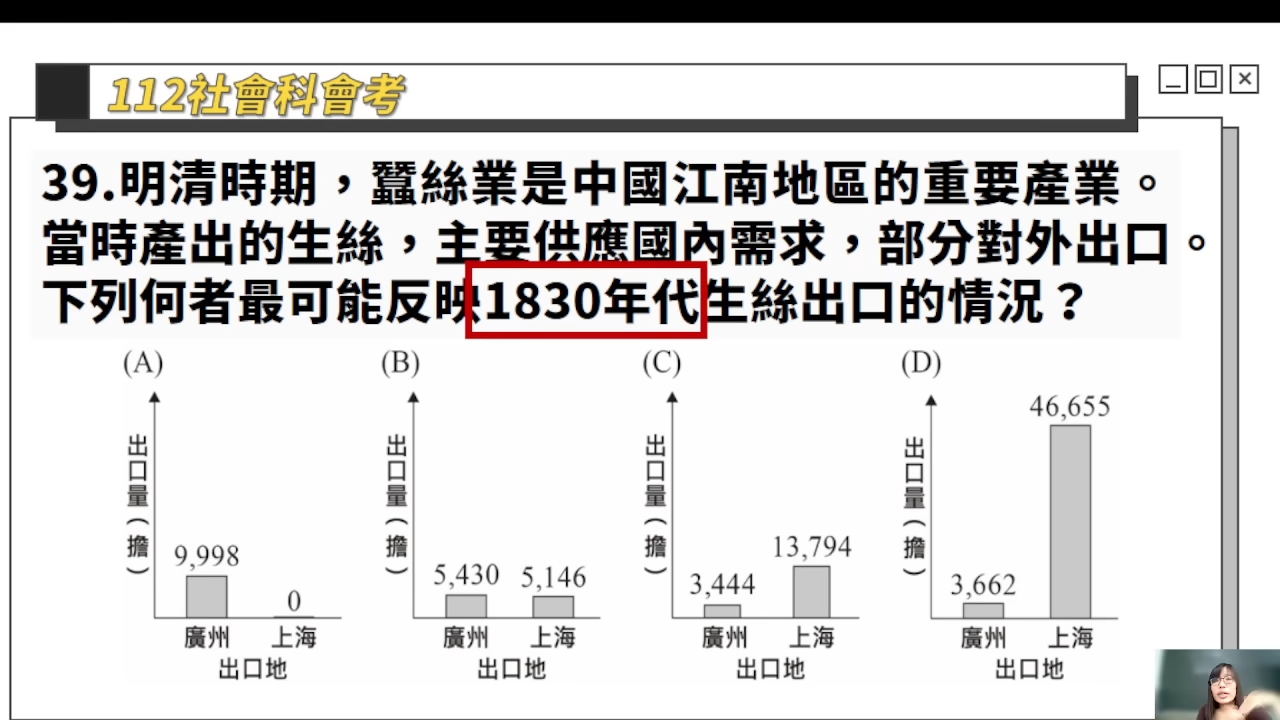 112社會科會考
39.明清時期，蠶絲業是中國江南地區的重要產業。
當時產出的生絲，主要供應國內需求，部分對外出口。
下列何者最可能反映1830年代生絲出口的情況？
(A) (B) (C) (D)
出口量(擔)
9,998
0
廣州 上海
出口地
出口量(擔)
5,430 5,146
廣州 上海
出口地
出口量(擔)
3,444
13,794
廣州 上海
出口地
出口量(擔)
3,662
46,655
廣州 上海
出口地